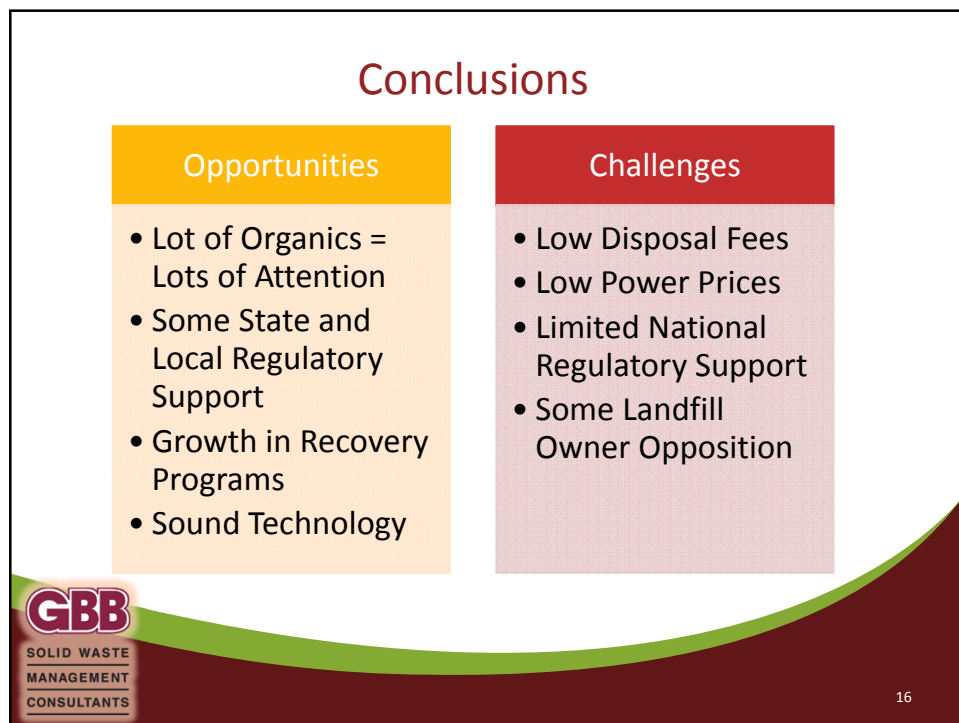 Conclusions
Opportunities
• Lot of Organics =
Lots of Attention
• Some State and
Local Regulatory
Support
• Growth in Recovery
Programs
• Sound Technology
Challenges
• Low Disposal Fees
• Low Power Prices
• Limited National
Regulatory Support
• Some Landfill
Owner Opposition
GBB
SOLID WASTE
MANAGEMENT
CONSULTANTS
16